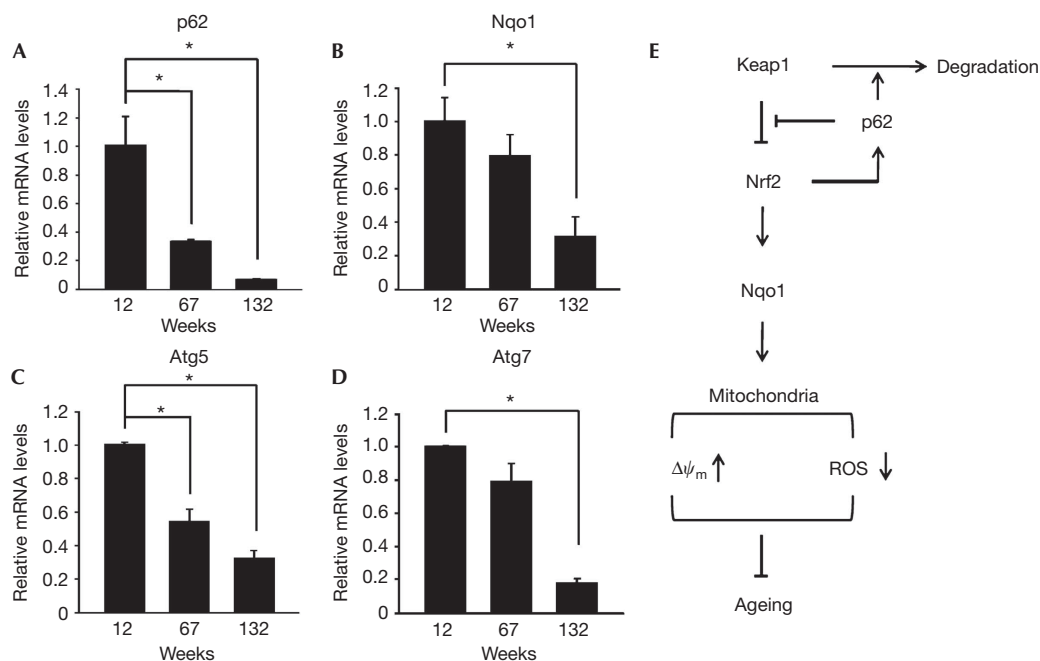 A
p62
*
*
Relative mRNA levels
1.4
1.2
1.0
0.8
0.6
0.4
0.2
0
12 67 132
Weeks
B
Nqo1
*
Relative mRNA levels
1.2
1.0
0.8
0.6
0.4
0.2
0
12 67 132
Weeks
C
Atg5
*
*
Relative mRNA levels
1.2
1.0
0.8
0.6
0.4
0.2
0
12 67 132
Weeks
D
Atg7
*
Relative mRNA levels
1.2
1.0
0.8
0.6
0.4
0.2
0
12 67 132
Weeks
E
Keap1 Degradation
p62
Nrf2
Nqo1
Mitochondria
Δψm ROS
Ageing